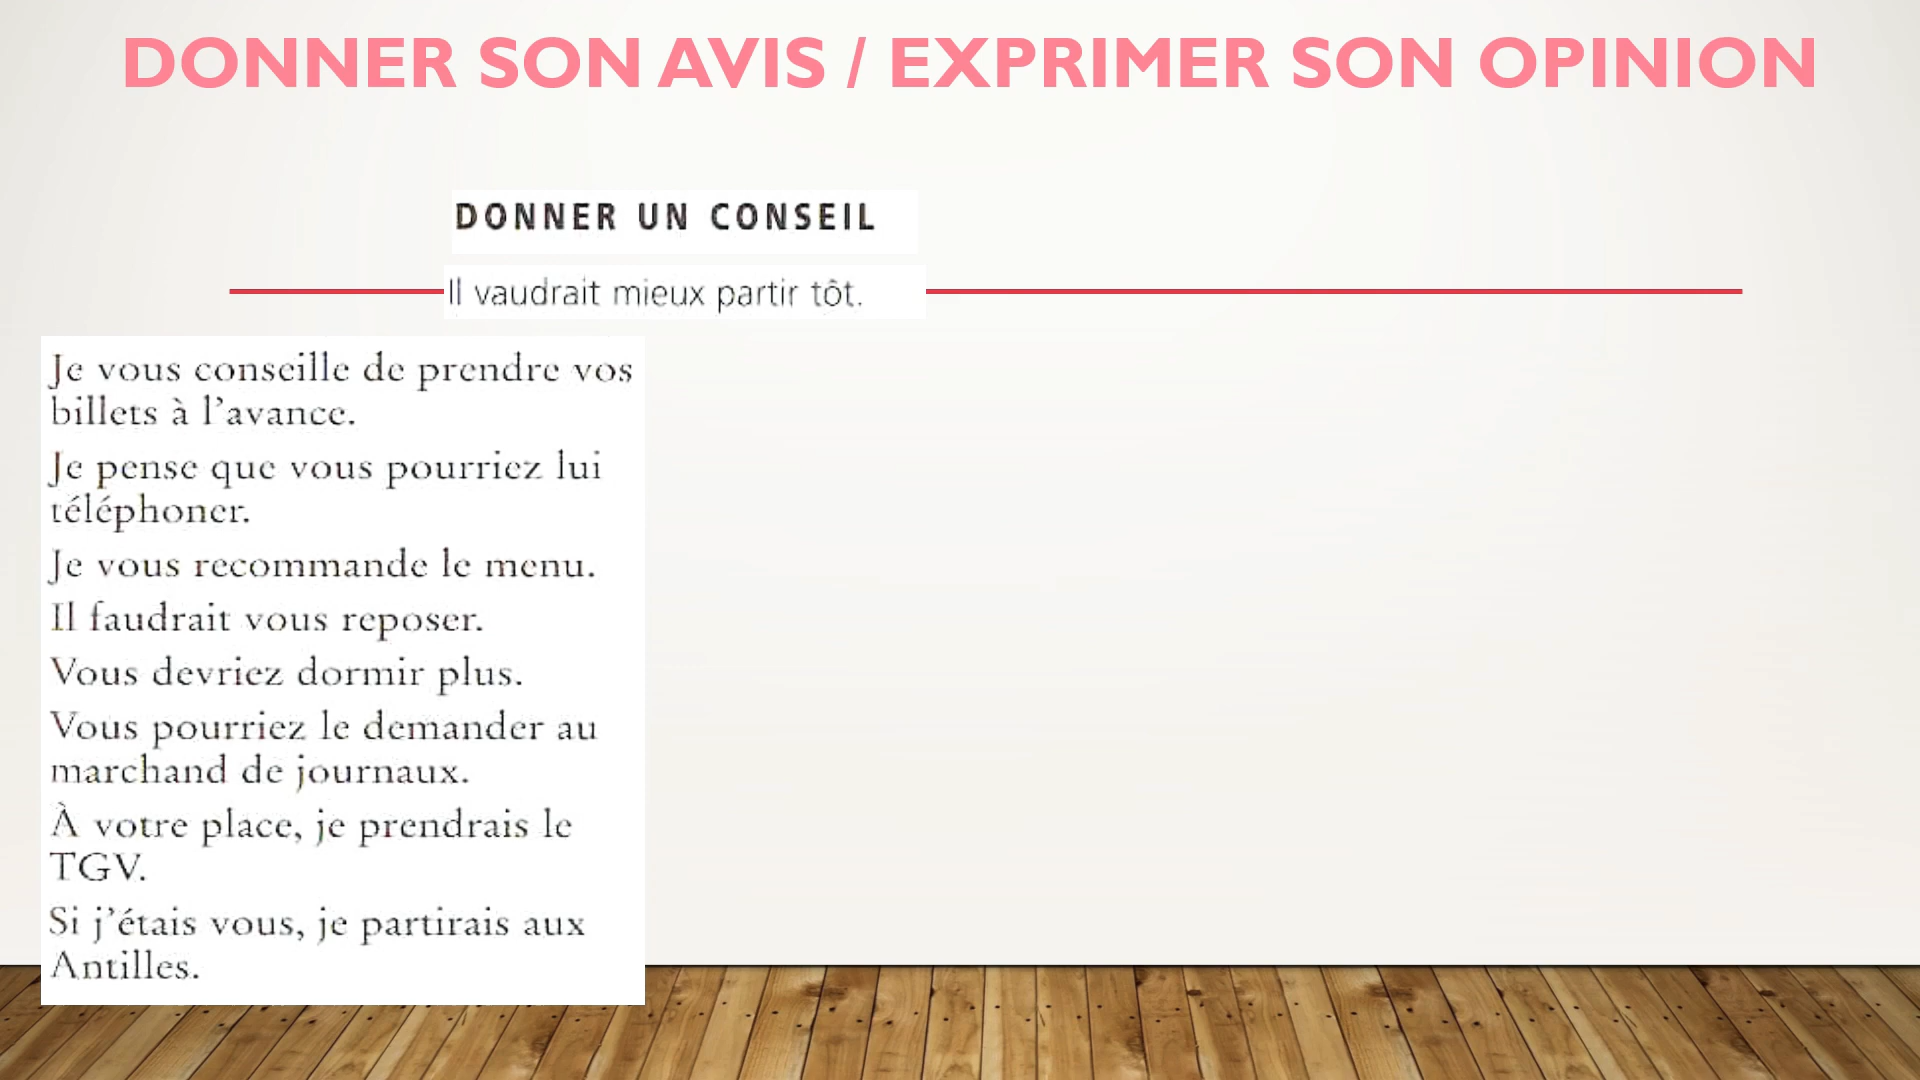 DONNER SON AVIS / EXPRIMER SON OPINION
DONNER UN CONSEIL
Il vaudrait mieux partir tôt.
Je vous conseille de prendre vos
billets à l'avance.
Je pense que vous pourriez lui
téléphoner.
Je vous recommande le menu.
Il faudrait vous reposer.
Vous devriez dormir plus.
Vous pourriez le demander au
marchand de journaux.
À votre place, je prendrais le
TGV.
Si j'étais vous, je partirais aux
Antilles.